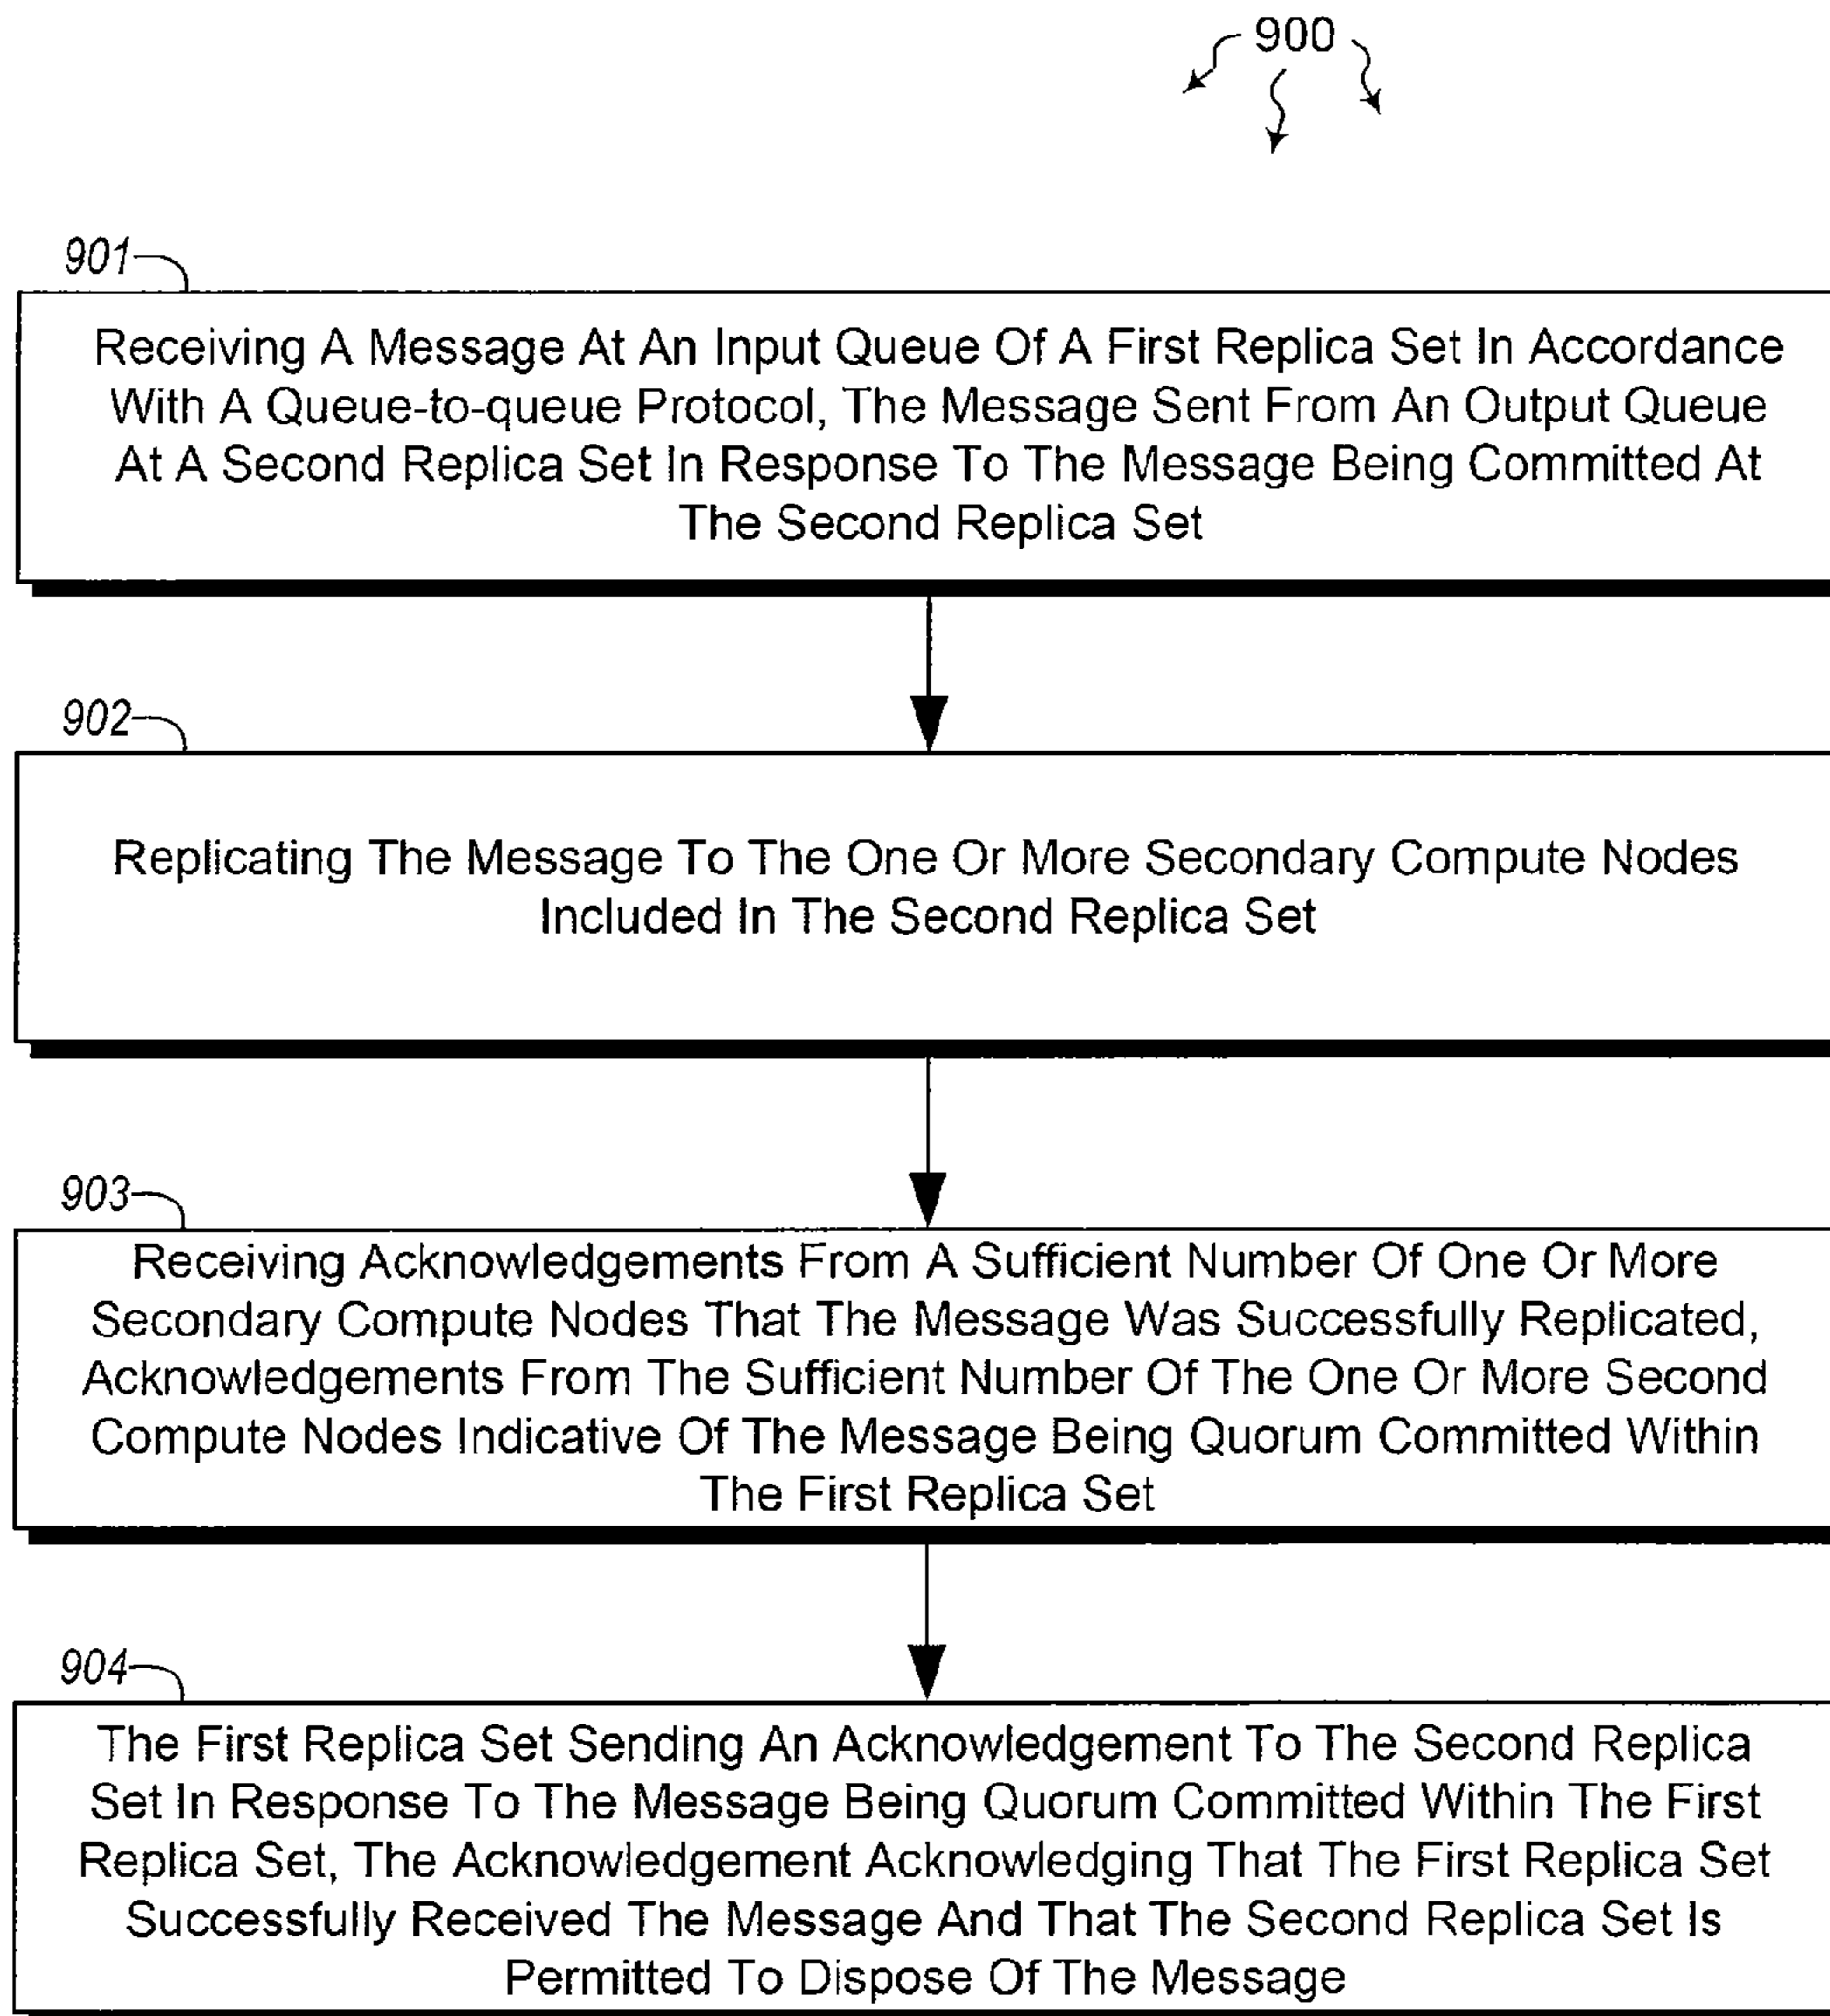 900
901
Receiving A Message At An Input Queue Of A First Replica Set In Accordance
With A Queue-to-queue Protocol, The Message Sent From An Output Queue
At A Second Replica Set In Response To The Message Being Committed At
The Second Replica Set
902
Replicating The Message To The One Or More Secondary Compute Nodes
Included In The Second Replica Set
903
Receiving Acknowledgements From A Sufficient Number Of One Or More
Secondary Compute Nodes That The Message Was Successfully Replicated,
Acknowledgements From The Sufficient Number Of The One Or More Second
Compute Nodes Indicative Of The Message Being Quorum Committed Within
The First Replica Set
904
The First Replica Set Sending An Acknowledgement To The Second Replica
Set In Response To The Message Being Quorum Committed Within The First
Replica Set, The Acknowledgement Acknowledging That The First Replica Set
Successfully Received The Message And That The Second Replica Set Is
Permitted To Dispose Of The Message